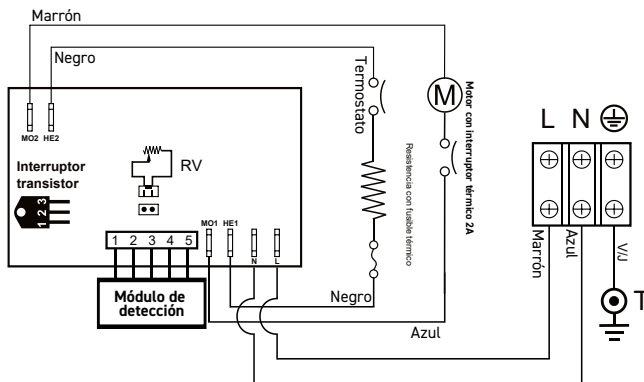 Marrón
Negro
MO2 HE2
Interruptor
transistor
1 2 3
RV
1 2 3 4 5
Módulo de
detección
MO1 HE1
N L
Termostato
Resistencia con fusible térmico
M
Motor con interruptor térmico 2A
Negro
Azul
L N
Marrón
Azul
V/J
T